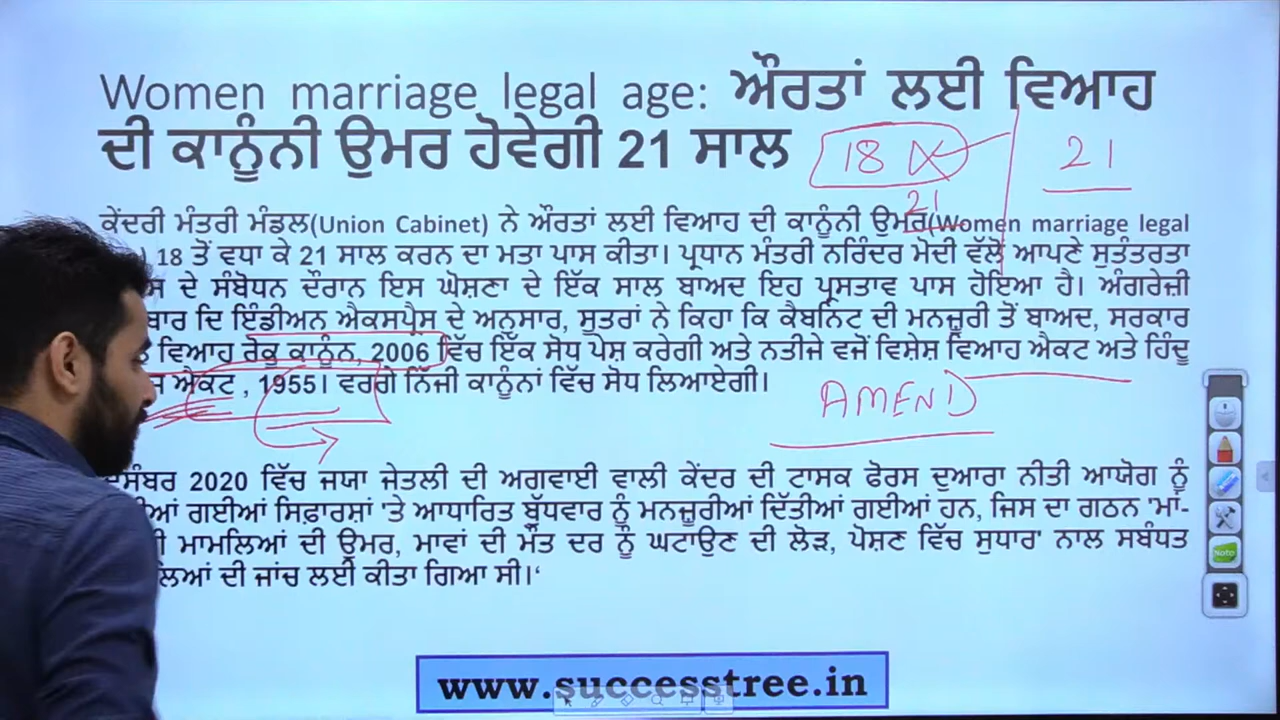 Women marriage legal age: ਔਰਤਾਂ ਲਈ ਵਿਆਹ
ਦੀ ਕਾਨੂੰਨੀ ਉਮਰ ਹੋਵੇਗੀ 21 ਸਾਲ
18 21
21
ਕੇਂਦਰੀ ਮੰਤਰੀ ਮੰਡਲ(Union Cabinet) ਨੇ ਔਰਤਾਂ ਲਈ ਵਿਆਹ ਦੀ ਕਾਨੂੰਨੀ ਉਮਰ(Women marriage legal
) 18 ਤੋਂ ਵਧਾ ਕੇ 21 ਸਾਲ ਕਰਨ ਦਾ ਮਤਾ ਪਾਸ ਕੀਤਾ। ਪ੍ਰਧਾਨ ਮੰਤਰੀ ਨਰਿੰਦਰ ਮੋਦੀ ਵੱਲੋਂ ਆਪਣੇ ਸੁਤੰਤਰਤਾ
ਦੇ ਸੰਬੋਧਨ ਦੌਰਾਨ ਇਸ ਘੋਸ਼ਣਾ ਦੇ ਇੱਕ ਸਾਲ ਬਾਅਦ ਇਹ ਪ੍ਰਸਤਾਵ ਪਾਸ ਹੋਇਆ ਹੈ। ਅੰਗਰੇਜ਼ੀ
ਬਾਰ ਦਿ ਇੰਡੀਅਨ ਐਕਸਪ੍ਰੈਸ ਦੇ ਅਨੁਸਾਰ, ਸੂਤਰਾਂ ਨੇ ਕਿਹਾ ਕਿ ਕੈਬਨਿਟ ਦੀ ਮਨਜ਼ੂਰੀ ਤੋਂ ਬਾਅਦ, ਸਰਕਾਰ
ਵਿਆਹ ਰੋਕੂ ਕਾਨੂੰਨ, 2006 ਵਿੱਚ ਇੱਕ ਸੋਧ ਪੇਸ਼ ਕਰੇਗੀ ਅਤੇ ਨਤੀਜੇ ਵਜੋਂ ਵਿਸ਼ੇਸ਼ ਵਿਆਹ ਐਕਟ ਅਤੇ ਹਿੰਦੂ
ਐਕਟ , 1955। ਵਰਗੇ ਨਿੱਜੀ ਕਾਨੂੰਨਾਂ ਵਿੱਚ ਸੋਧ ਲਿਆਏਗੀ।
AMEND
ਸੰਬਰ 2020 ਵਿੱਚ ਜਯਾ ਜੇਤਲੀ ਦੀ ਅਗਵਾਈ ਵਾਲੀ ਕੇਂਦਰ ਦੀ ਟਾਸਕ ਫੋਰਸ ਦੁਆਰਾ ਨੀਤੀ ਆਯੋਗ ਨੂੰ
ਗਈਆਂ ਸਿਫ਼ਾਰਸ਼ਾਂ 'ਤੇ ਆਧਾਰਿਤ ਬੁੱਧਵਾਰ ਨੂੰ ਮਨਜ਼ੂਰੀਆਂ ਦਿੱਤੀਆਂ ਗਈਆਂ ਹਨ, ਜਿਸ ਦਾ ਗਠਨ 'ਮਾਂ-
ਮਾਮਲਿਆਂ ਦੀ ਉਮਰ, ਮਾਵਾਂ ਦੀ ਮੌਤ ਦਰ ਨੂੰ ਘਟਾਉਣ ਦੀ ਲੋੜ, ਪੋਸ਼ਣ ਵਿੱਚ ਸੁਧਾਰ' ਨਾਲ ਸਬੰਧਤ
ਲਿਆਂ ਦੀ ਜਾਂਚ ਲਈ ਕੀਤਾ ਗਿਆ ਸੀ।‘
Note
www.successtree.in